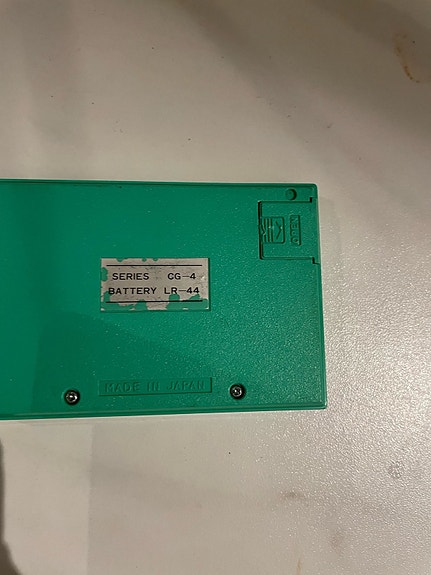 SERIES CG-4
BATTERY LR-44
MADE IN JAPAN